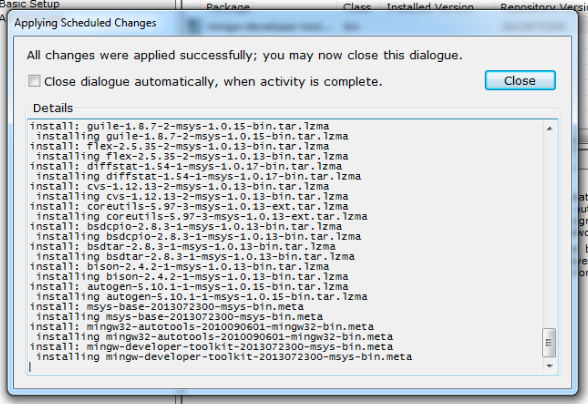 Basic Setup
Package Class Installed Version Repository Versi
Applying Scheduled Changes
All changes were applied successfully; you may now close this dialogue.
Close dialogue automatically, when activity is complete.
Close
Details
install: guile-1.8.7-2-msys-1.0.15-bin.tar.lzma
installing guile-1.8.7-2-msys-1.0.15-bin.tar.lzma
install: flex-2.5.35-2-msys-1.0.13-bin.tar.lzma
installing flex-2.5.35-2-msys-1.0.13-bin.tar.lzma
install: diffstat-1.54-1-msys-1.0.17-bin.tar.lzma
installing diffstat-1.54-1-msys-1.0.17-bin.tar.lzma
install: cvs-1.12.13-2-msys-1.0.13-bin.tar.lzma
installing cvs-1.12.13-2-msys-1.0.13-bin.tar.lzma
install: coreutils-5.97-3-msys-1.0.13-ext.tar.lzma
installing coreutils-5.97-3-msys-1.0.13-ext.tar.lzma
install: bsdcpio-2.8.3-1-msys-1.0.13-bin.tar.lzma
installing bsdcpio-2.8.3-1-msys-1.0.13-bin.tar.lzma
install: bsdtar-2.8.3-1-msys-1.0.13-bin.tar.lzma
installing bsdtar-2.8.3-1-msys-1.0.13-bin.tar.lzma
install: bison-2.4.2-1-msys-1.0.13-bin.tar.lzma
installing bison-2.4.2-1-msys-1.0.13-bin.tar.lzma
install: autogen-5.10.1-1-msys-1.0.15-bin.tar.lzma
installing autogen-5.10.1-1-msys-1.0.15-bin.tar.lzma
install: msys-base-2013072300-msys-bin.meta
installing msys-base-2013072300-msys-bin.meta
install: mingw32-autotools-2010090601-mingw32-bin.meta
installing mingw32-autotools-2010090601-mingw32-bin.meta
install: mingw-developer-toolkit-2013072300-msys-bin.meta
installing mingw-developer-toolkit-2013072300-msys-bin.meta